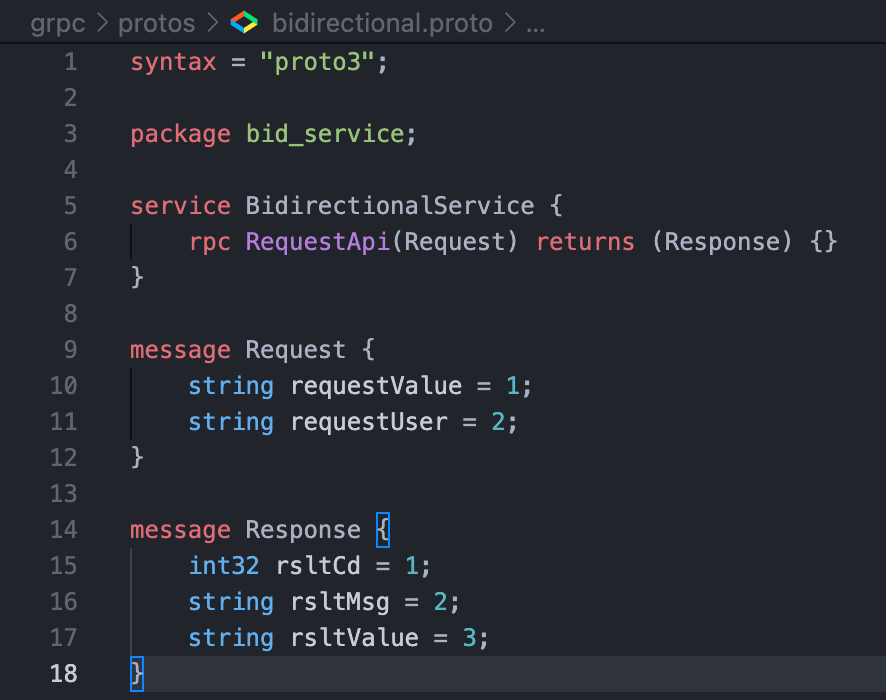 grpc > protos > bidirectional.proto > ...
1 syntax = "proto3";
2
3 package bid_service;
4
5 service BidirectionalService {
6     rpc RequestApi(Request) returns (Response) {}
7 }
8
9 message Request {
10     string requestValue = 1;
11     string requestUser = 2;
12 }
13
14 message Response {
15     int32 rsltCd = 1;
16     string rsltMsg = 2;
17     string rsltValue = 3;
18 }